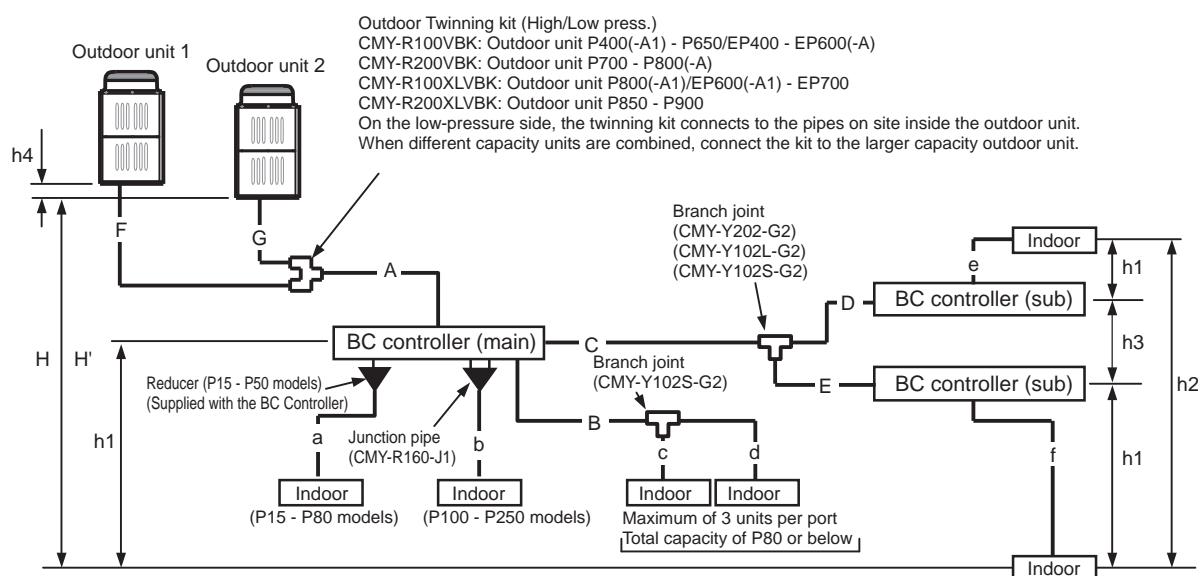 Outdoor Twinning kit (High/Low press.)
CMY-R100VBK: Outdoor unit P400(-A1) - P650/EP400 - EP600(-A)
CMY-R200VBK: Outdoor unit P700 - P800(-A)
CMY-R100XLVBK: Outdoor unit P800(-A1)/EP600(-A1) - EP700
CMY-R200XLVBK: Outdoor unit P850 - P900
On the low-pressure side, the twinning kit connects to the pipes on site inside the outdoor unit.
When different capacity units are combined, connect the kit to the larger capacity outdoor unit.
Outdoor unit 1
Outdoor unit 2
h4
F
G
A
H
H'
h1
Branch joint
(CMY-Y202-G2)
(CMY-Y102L-G2)
(CMY-Y102S-G2)
Indoor
e
h1
BC controller (sub)
D
h3
h2
BC controller (main)
C
BC controller (sub)
E
Branch joint
(CMY-Y102S-G2)
Reducer (P15 - P50 models)
(Supplied with the BC Controller)
B
a
Junction pipe
(CMY-R160-J1)
b
c
d
f
h1
Indoor
(P15 - P80 models)
Indoor
(P100 - P250 models)
Indoor
Indoor
Maximum of 3 units per port
Total capacity of P80 or below
Indoor